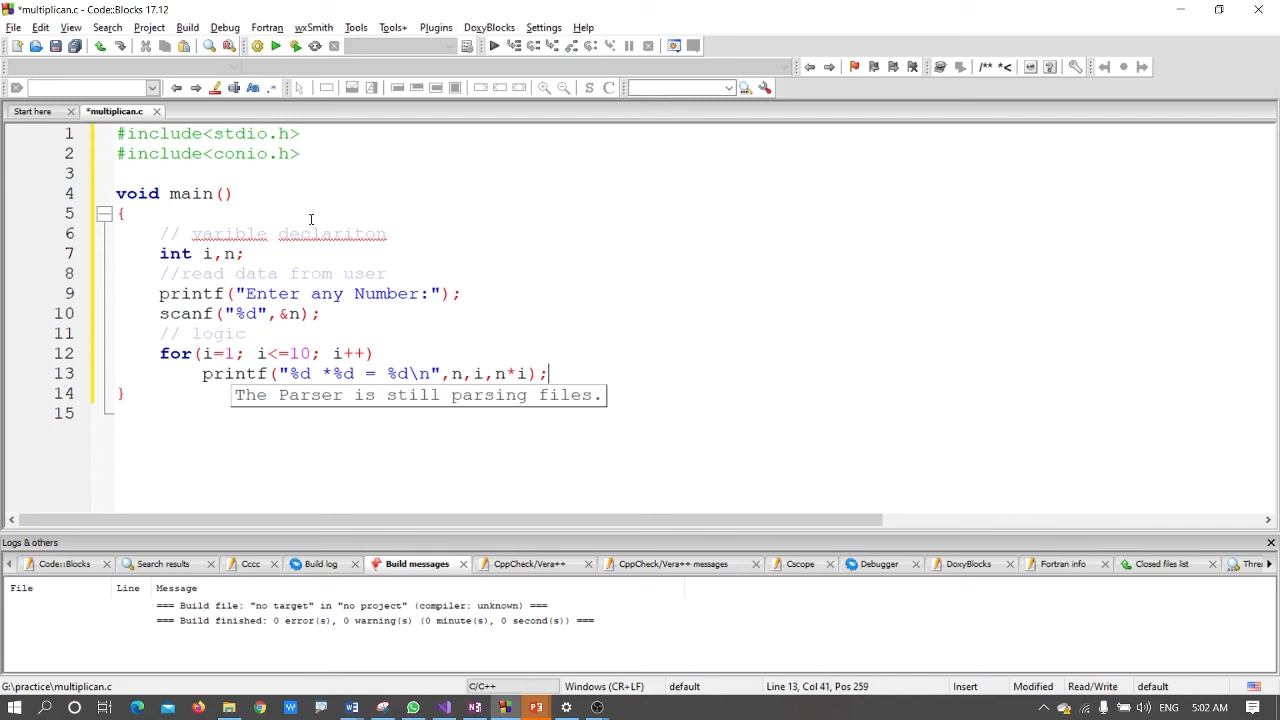 *multiplican.c - Code::Blocks 17.12
File Edit View Search Project Build Debug Fortran wxSmith Tools Tools+ Plugins DoxyBlocks Settings Help
Start here
*multiplican.c
1 #include<stdio.h>
2 #include<conio.h>
3
4 void main()
5 {
6 // varible declariton
7 int i,n;
8 //read data from user
9 printf("Enter any Number:");
10 scanf("%d",&n);
11 // logic
12 for(i=1; i<=10; i++)
13 printf("%d *%d = %d\n",n,i,n*i);
14 }
The Parser is still parsing files.
15
Logs & others
Code::Blocks Search results Cccc Build log Build messages CppCheck/Vera++ CppCheck/Vera++ messages Cscope Debugger DoxyBlocks Fortran info Closed files list Threa
File Line Message
=== Build file: "no target" in "no project" (compiler: unknown) ===
=== Build finished: 0 error(s), 0 warning(s) (0 minute(s), 0 second(s)) ===
G:\practice\multiplican.c C/C++ Windows (CR+LF) default Line 13, Col 41, Pos 259 Insert Modified Read/Write default
ENG 5:02 AM